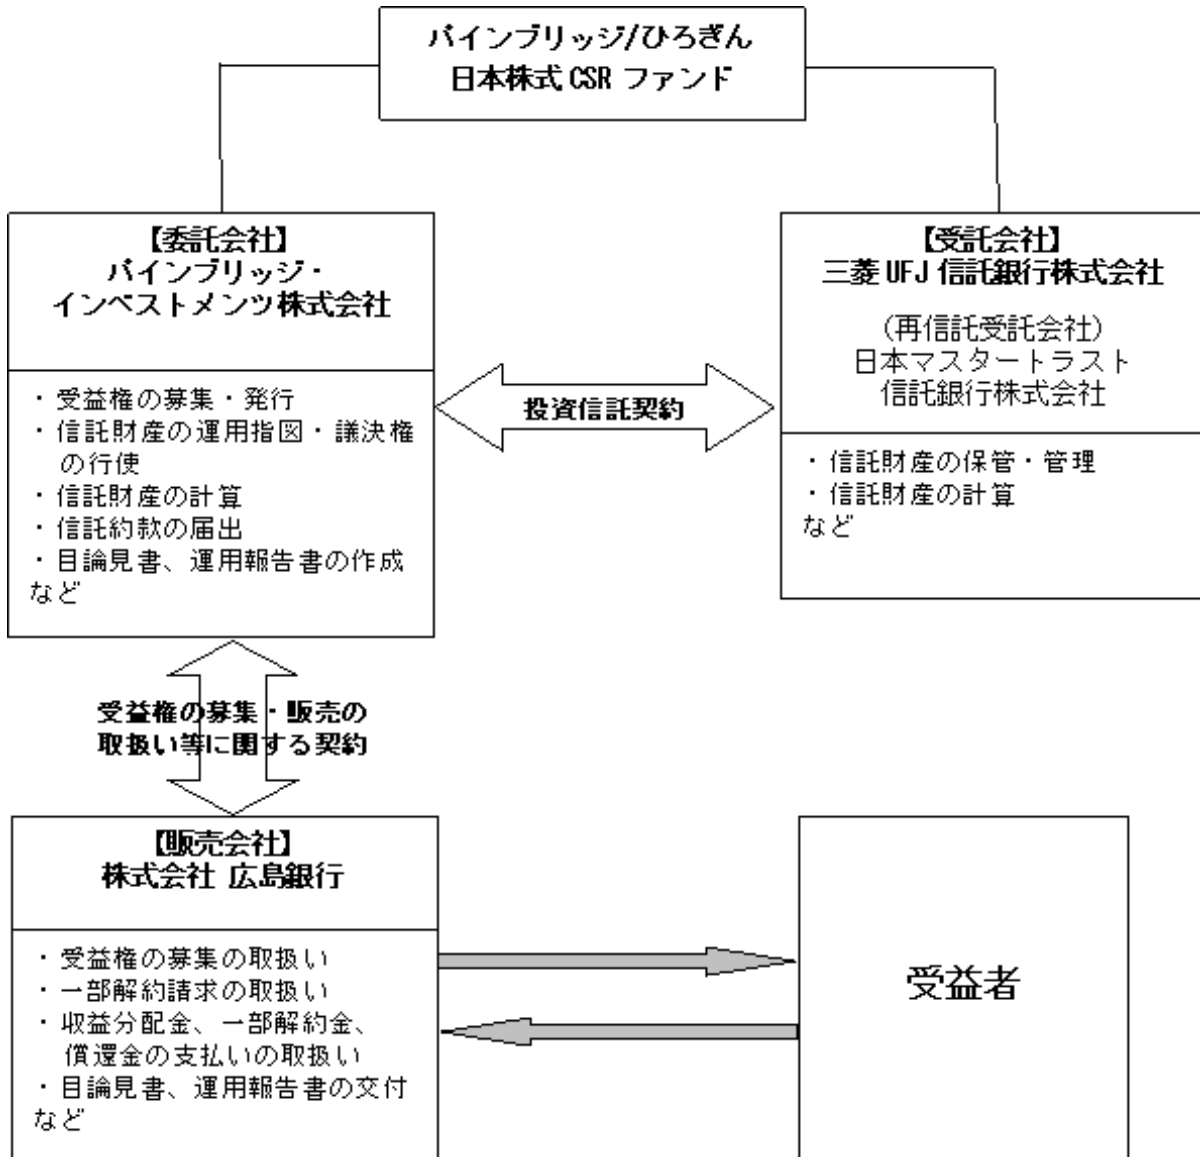 パインブリッジ/ひろぎん
日本株式 CSR ファンド
【委託会社】
パインブリッジ・
インベストメンツ株式会社
・受益権の募集・発行
・信託財産の運用指図・議決権
の行使
・信託財産の計算
・信託約款の届出
・目論見書、運用報告書の作成
など
投資信託契約
【受託会社】
三菱 UFJ 信託銀行株式会社
（再信託受託会社）
日本マスタートラスト
信託銀行株式会社
・信託財産の保管・管理
・信託財産の計算
など
受益権の募集・販売の
取扱い等に関する契約
【販売会社】
株式会社 広島銀行
・受益権の募集の取扱い
・一部解約請求の取扱い
・収益分配金、一部解約金、
償還金の支払いの取扱い
・目論見書、運用報告書の交付
など
受益者